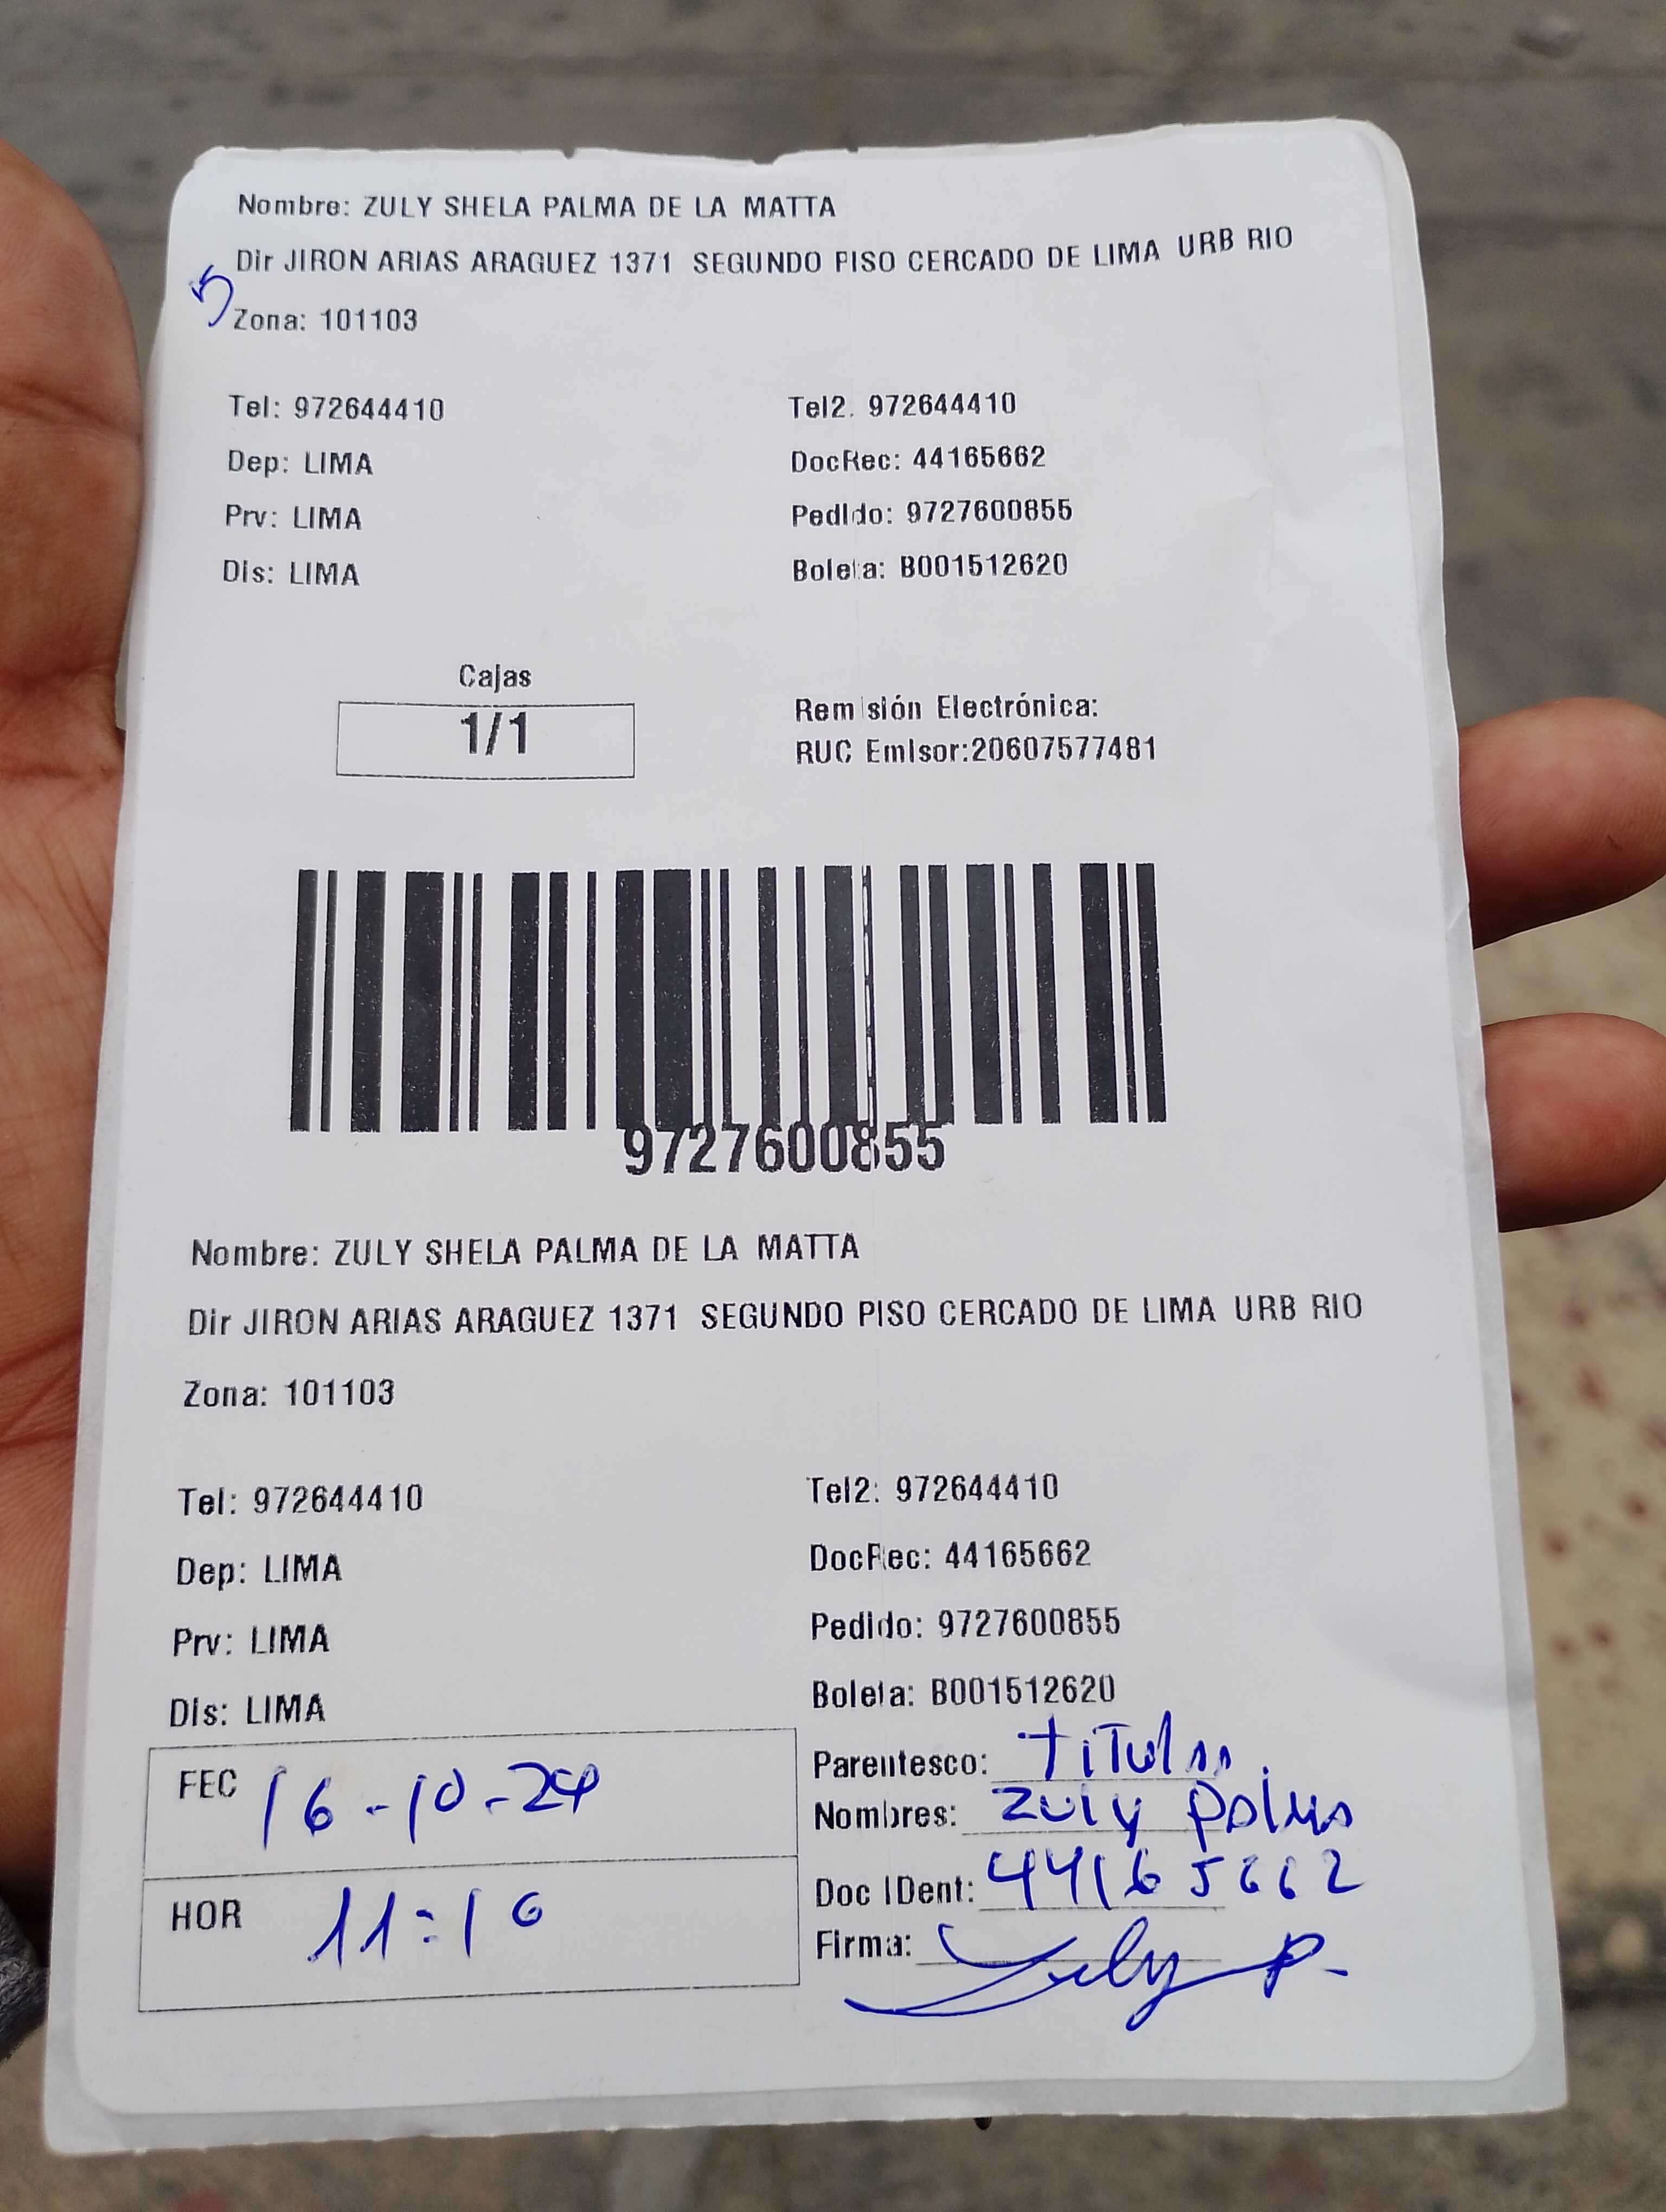 Nombre: ZULY SHELA PALMA DE LA MATTA
Dir JIRON ARIAS ARAGUEZ 1371 SEGUNDO PISO CERCADO DE LIMA URB RIO
Zona: 101103
Tel: 972644410 Tel2. 972644410
Dep: LIMA DocRec: 44165662
Prv: LIMA Pedido: 9727600855
Dis: LIMA Boleta: B001512620
Cajas
1/1
Remisión Electrónica:
RUC Emisor:20607577481
9727600855
Nombre: ZULY SHELA PALMA DE LA MATTA
Dir JIRON ARIAS ARAGUEZ 1371 SEGUNDO PISO CERCADO DE LIMA URB RIO
Zona: 101103
Tel: 972644410 Tel2: 972644410
Dep: LIMA DocRec: 44165662
Prv: LIMA Pedido: 9727600855
Dis: LIMA Boleta: B001512620
FEC 16-10-24
HOR 11:16
Parentesco: Titular
Nombres: Zuly Palma
Doc IDent: 44165662
Firma: Zuly P.